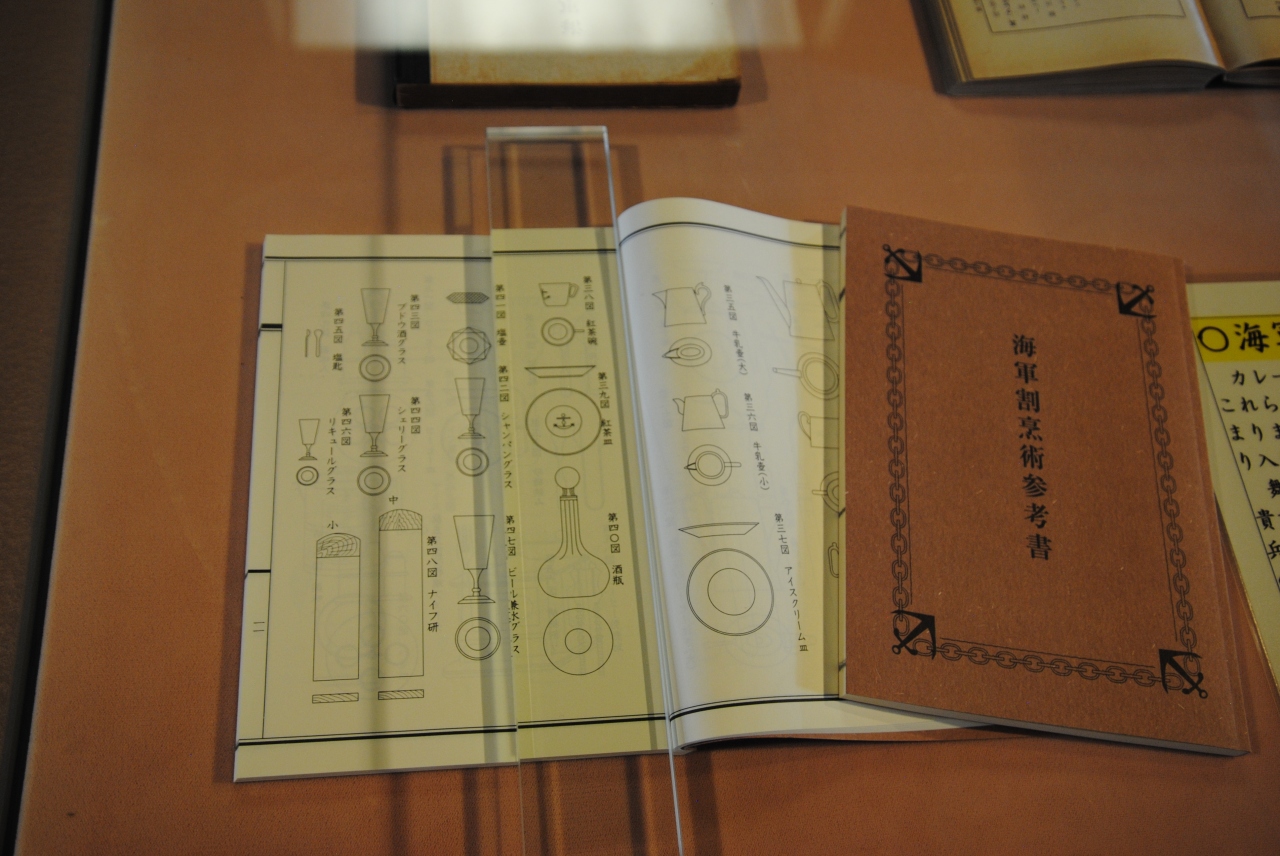 海軍割烹術参考書
第三五図 牛乳壷(大)
第三六図 牛乳壷(小)
第三七図 アイスクリーム皿
第三八図 紅茶碗
第三九図 紅茶皿
第四〇図 酒瓶
第四一図 塩壷
第四二図 シャンパングラス
第四七図 ビール兼水グラス
第四三図 ブドウ酒グラス
第四四図 シェリーグラス
第四八図 ナイフ研
中
小
第四五図 塩匙
第四六図 リキュールグラス
二
〇海軍
カレー
これら
まり
り入
貴
兵